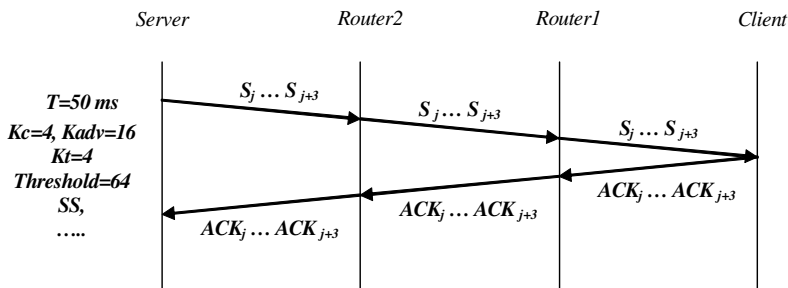 Server Router2 Router1 Client
T=50 ms
Kc=4, Kadv=16
Kt=4
Threshold=64
SS,
.....
Sj ... Sj+3
Sj ... Sj+3
Sj ... Sj+3
ACKj ... ACKj+3
ACKj ... ACKj+3
ACKj ... ACKj+3